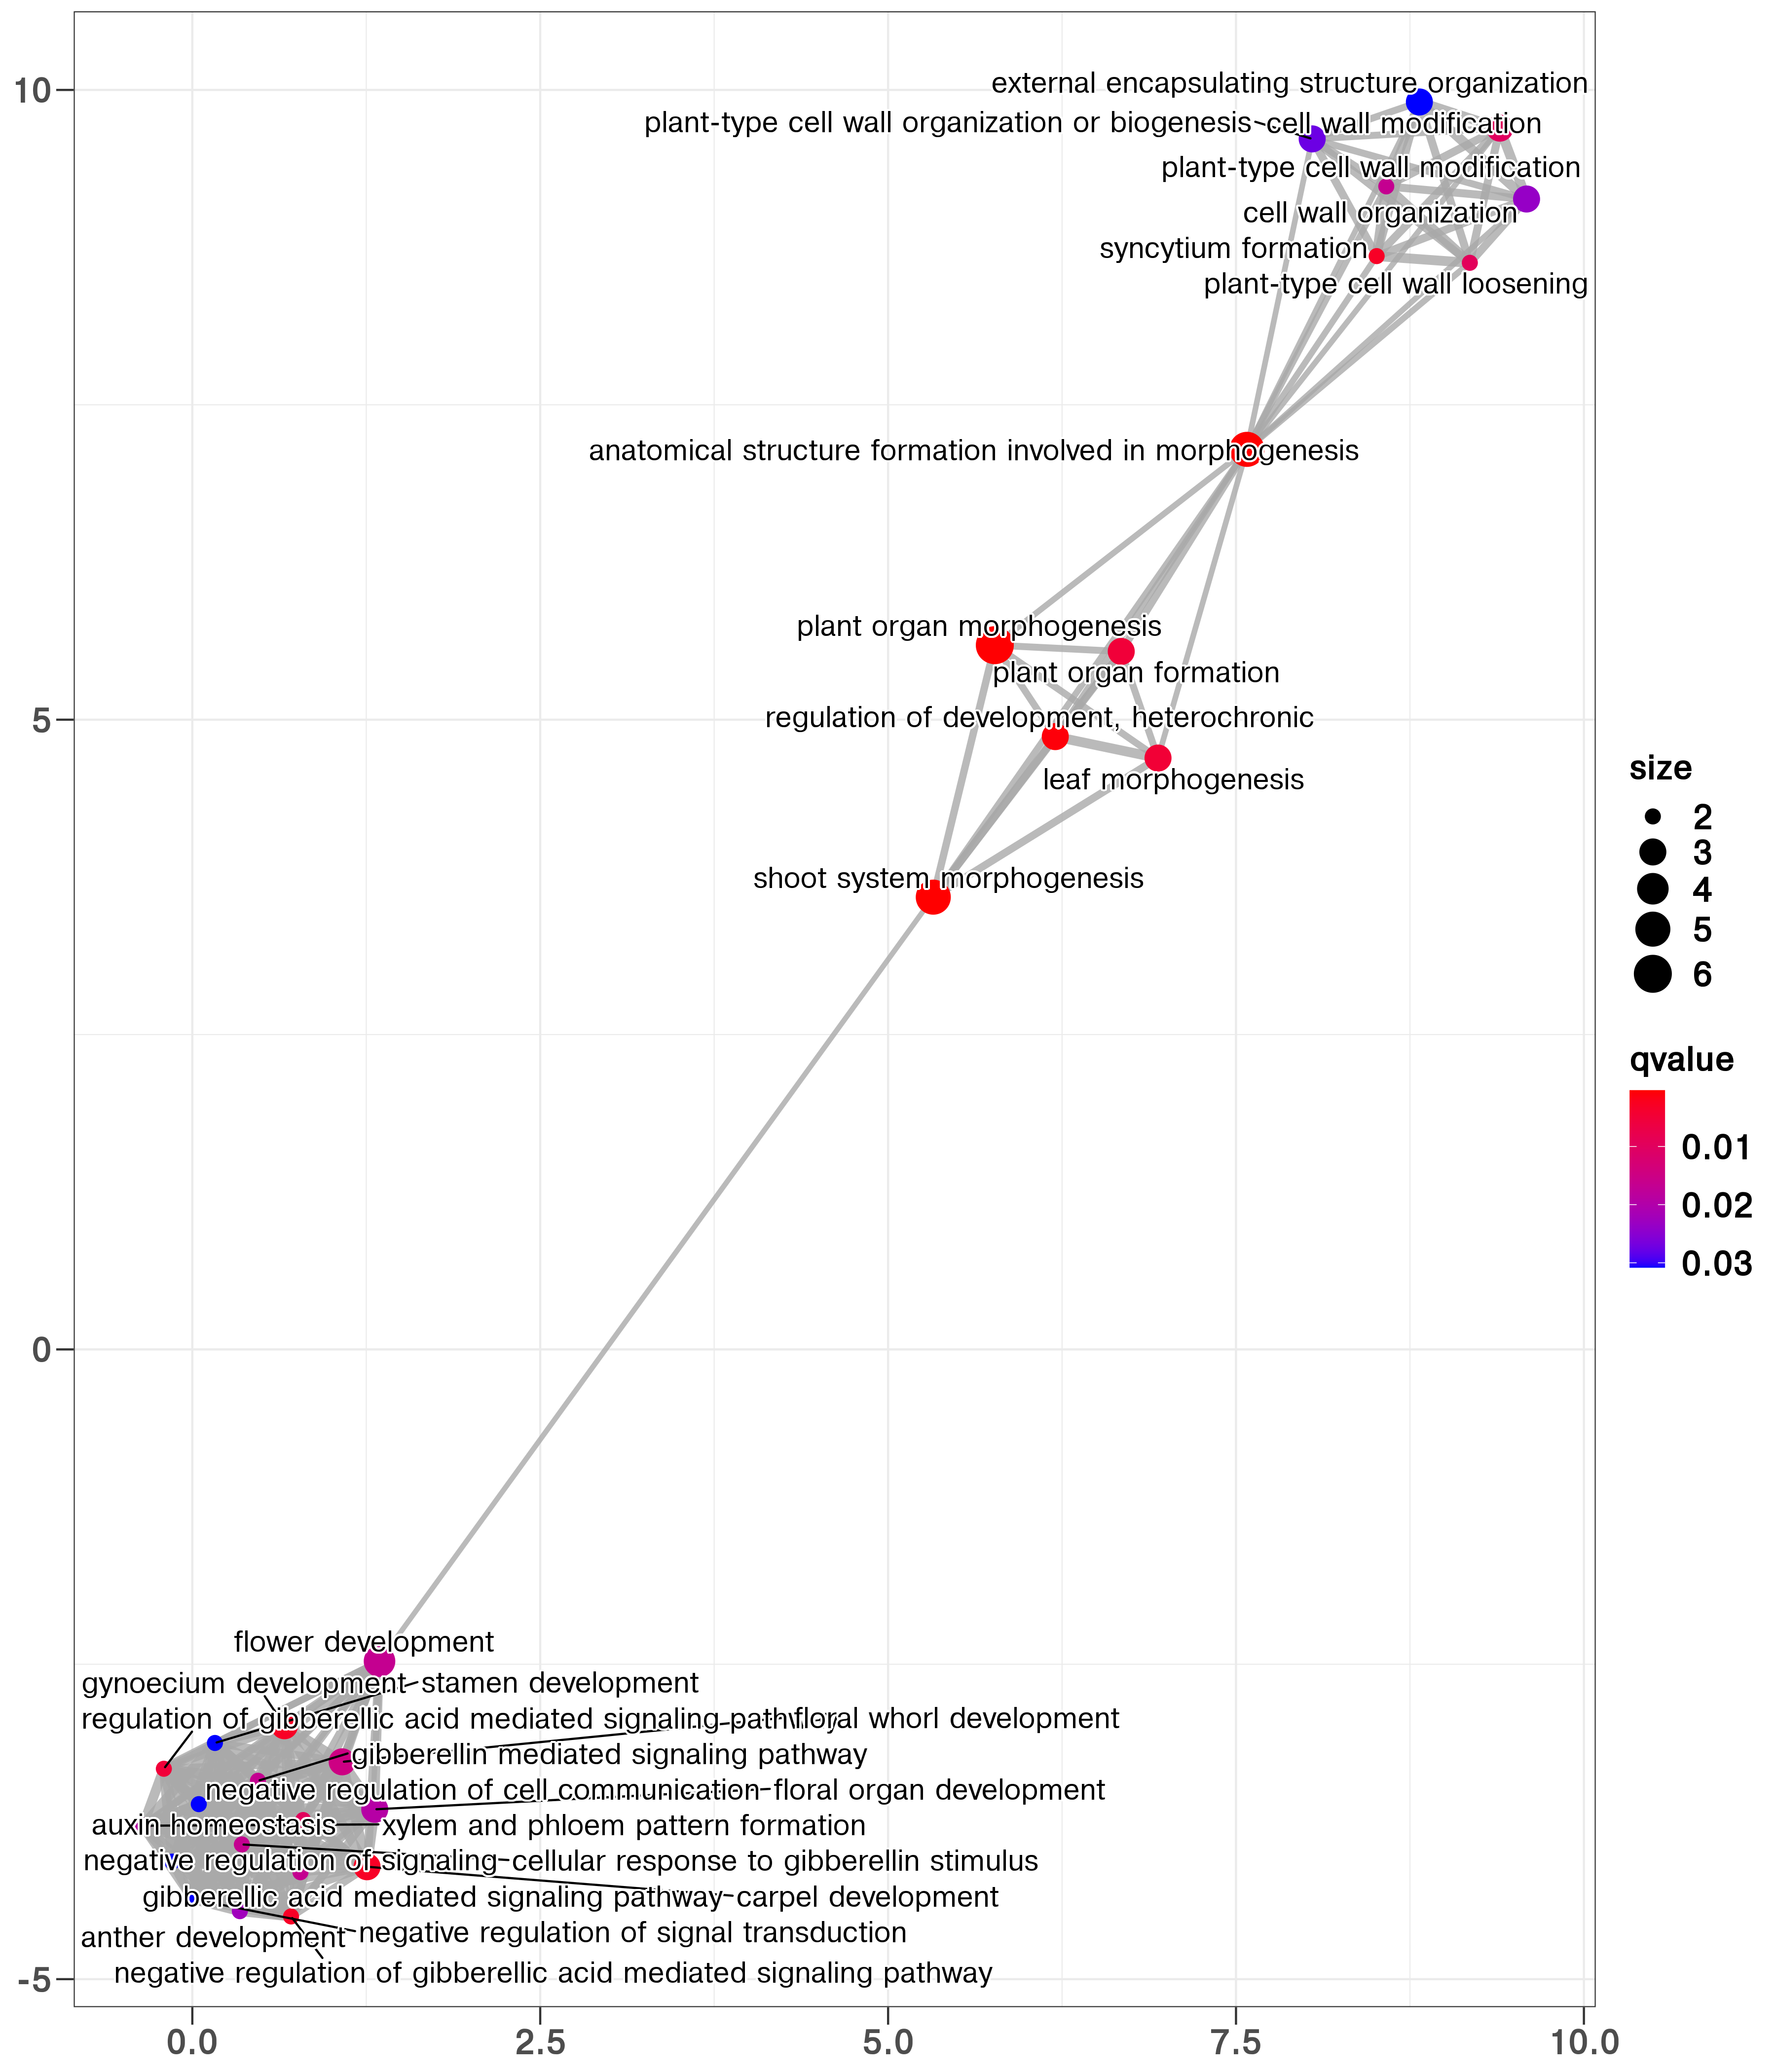 10
5
0
-5
0.0
2.5
5.0
7.5
10.0
external encapsulating structure organization
plant-type cell wall organization or biogenesis
cell wall modification
plant-type cell wall modification
cell wall organization
syncytium formation
plant-type cell wall loosening
anatomical structure formation involved in morphogenesis
plant organ morphogenesis
plant organ formation
regulation of development, heterochronic
leaf morphogenesis
shoot system morphogenesis
flower development
gynoecium development
stamen development
regulation of gibberellic acid mediated signaling pathway
floral whorl development
gibberellin mediated signaling pathway
negative regulation of cell communication
floral organ development
auxin homeostasis
xylem and phloem pattern formation
negative regulation of signaling
cellular response to gibberellin stimulus
gibberellic acid mediated signaling pathway
carpel development
anther development
negative regulation of signal transduction
negative regulation of gibberellic acid mediated signaling pathway
size
2
3
4
5
6
qvalue
0.01
0.02
0.03